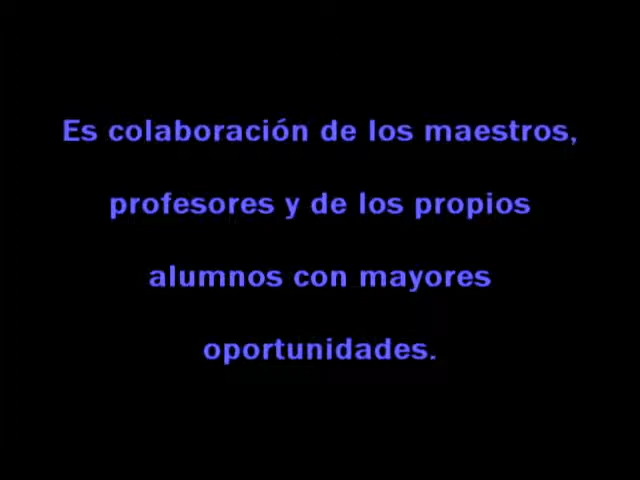 Es colaboración de los maestros,
profesores y de los propios
alumnos con mayores
oportunidades.